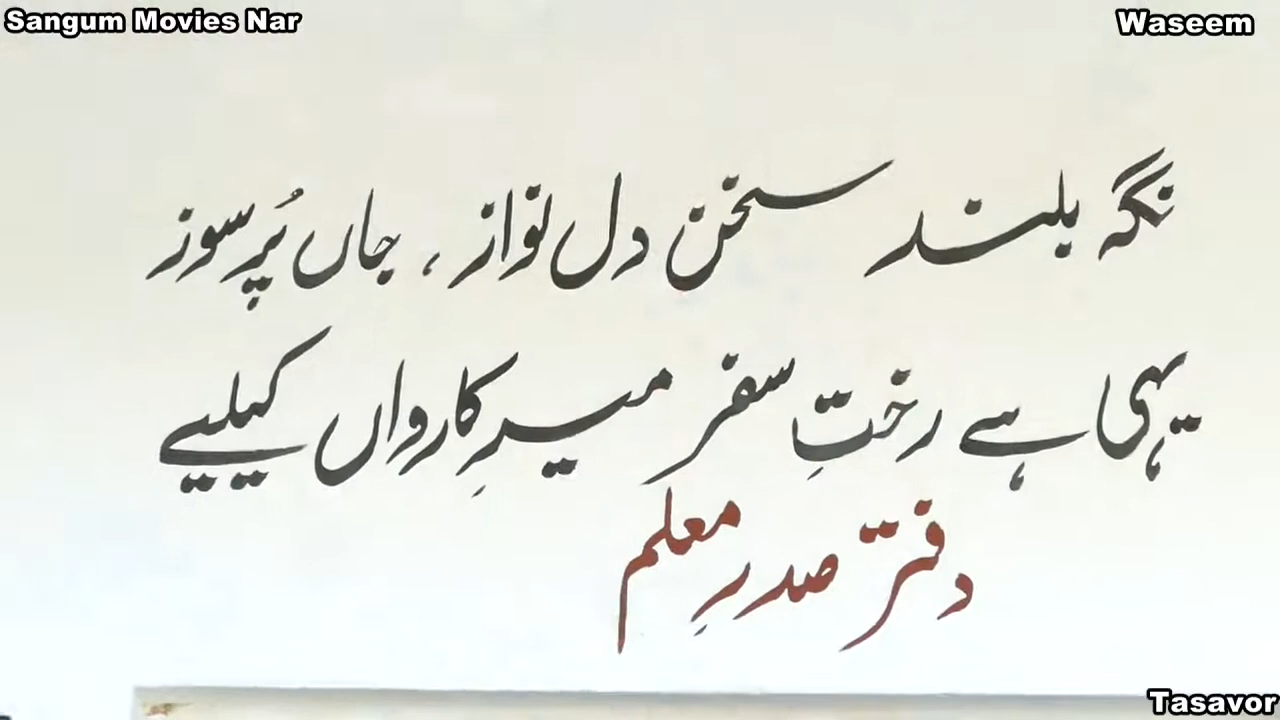 Sangum Movies Nar
Waseem
نگہ بلند سخن دل نواز، جاں پُرسوز
یہی ہے رختِ سفر میرِ کارواں کیلیے
دفتر صدرِ معلم
Tasavor